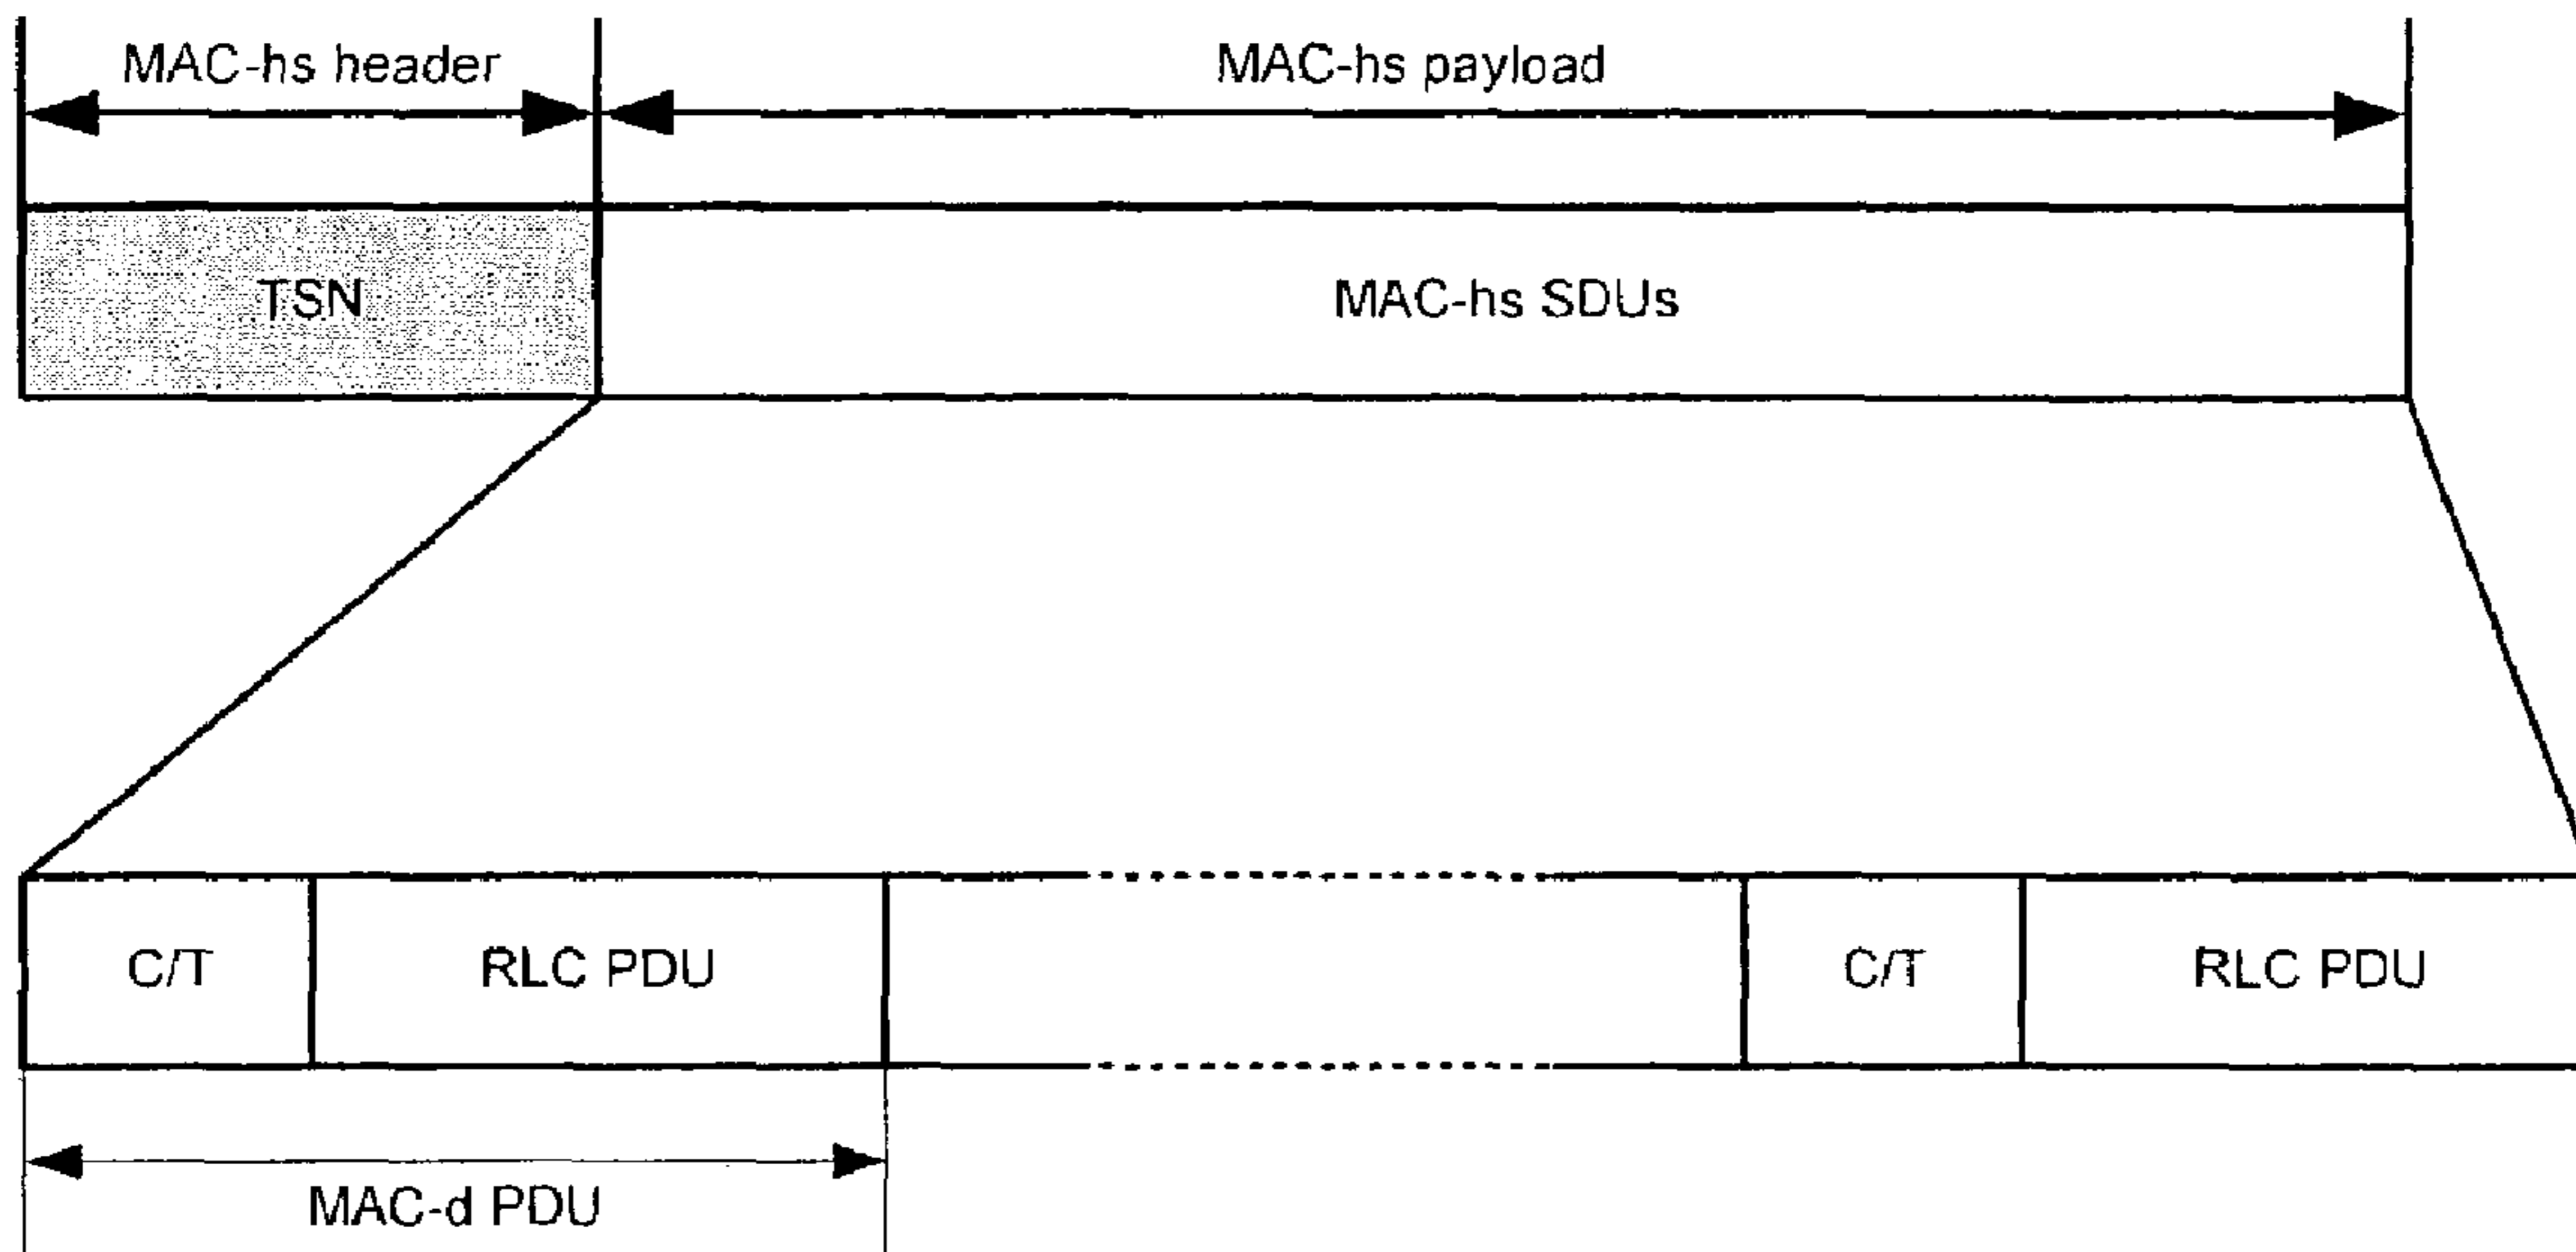 MAC-hs header
MAC-hs payload
TSN
MAC-hs SDUs
C/T
RLC PDU
C/T
RLC PDU
MAC-d PDU